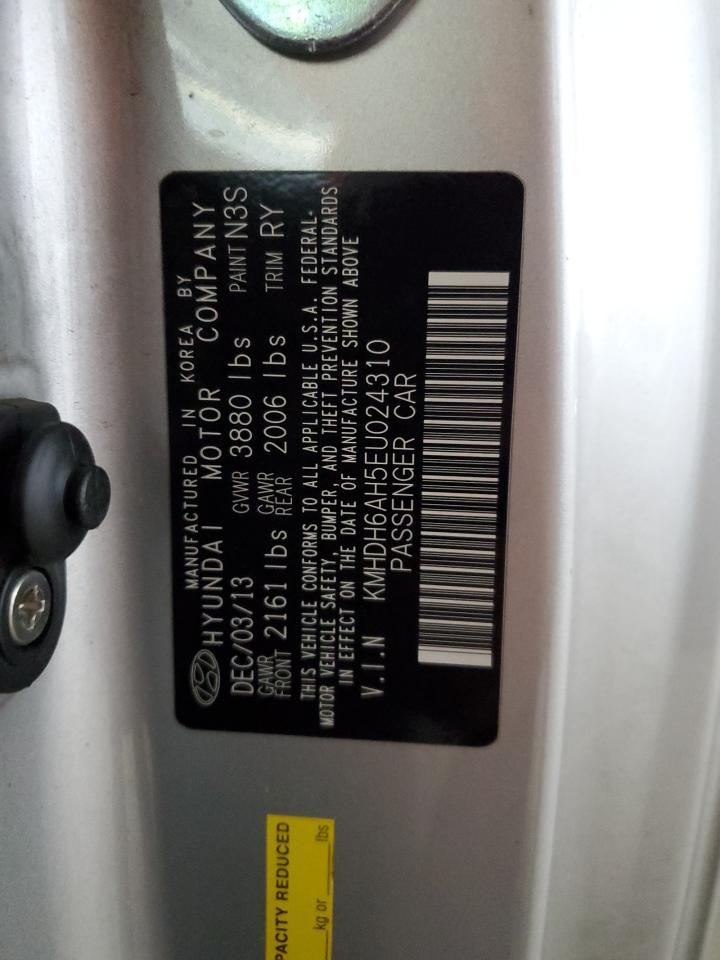 MANUFACTURED IN KOREA BY
HYUNDAI MOTOR COMPANY
DEC/03/13 GVWR 3880 lbs PAINT N3S
GAWR FRONT 2161 lbs GAWR REAR 2006 lbs TRIM RY
THIS VEHICLE CONFORMS TO ALL APPLICABLE U.S.A. FEDERAL-
MOTOR VEHICLE SAFETY, BUMPER, AND THEFT PREVENTION STANDARDS
IN EFFECT ON THE DATE OF MANUFACTURE SHOWN ABOVE
V.I.N KMHDH6AH5EU024310
PASSENGER CAR
PACITY REDUCED
kg or ____ lbs